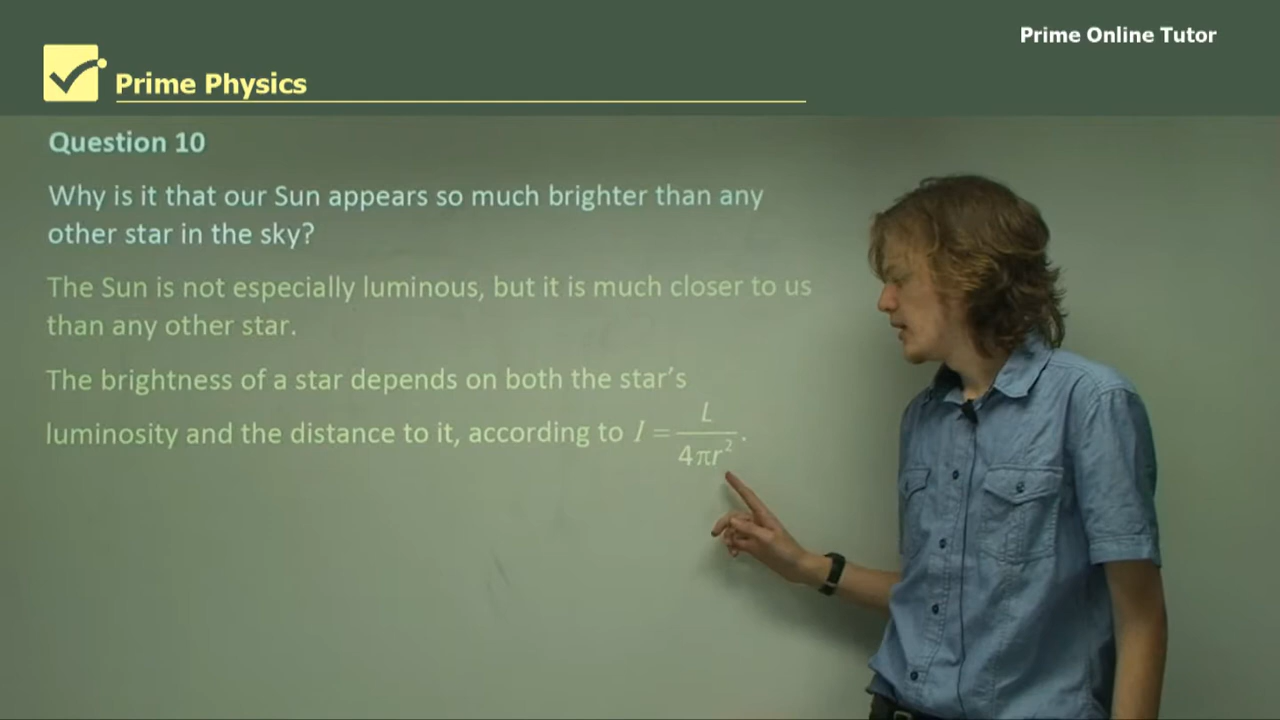 Prime Online Tutor
Prime Physics
Question 10
Why is it that our Sun appears so much brighter than any
other star in the sky?
The Sun is not especially luminous, but it is much closer to us
than any other star.
The brightness of a star depends on both the star's
luminosity and the distance to it, according to I = L / 4πr².